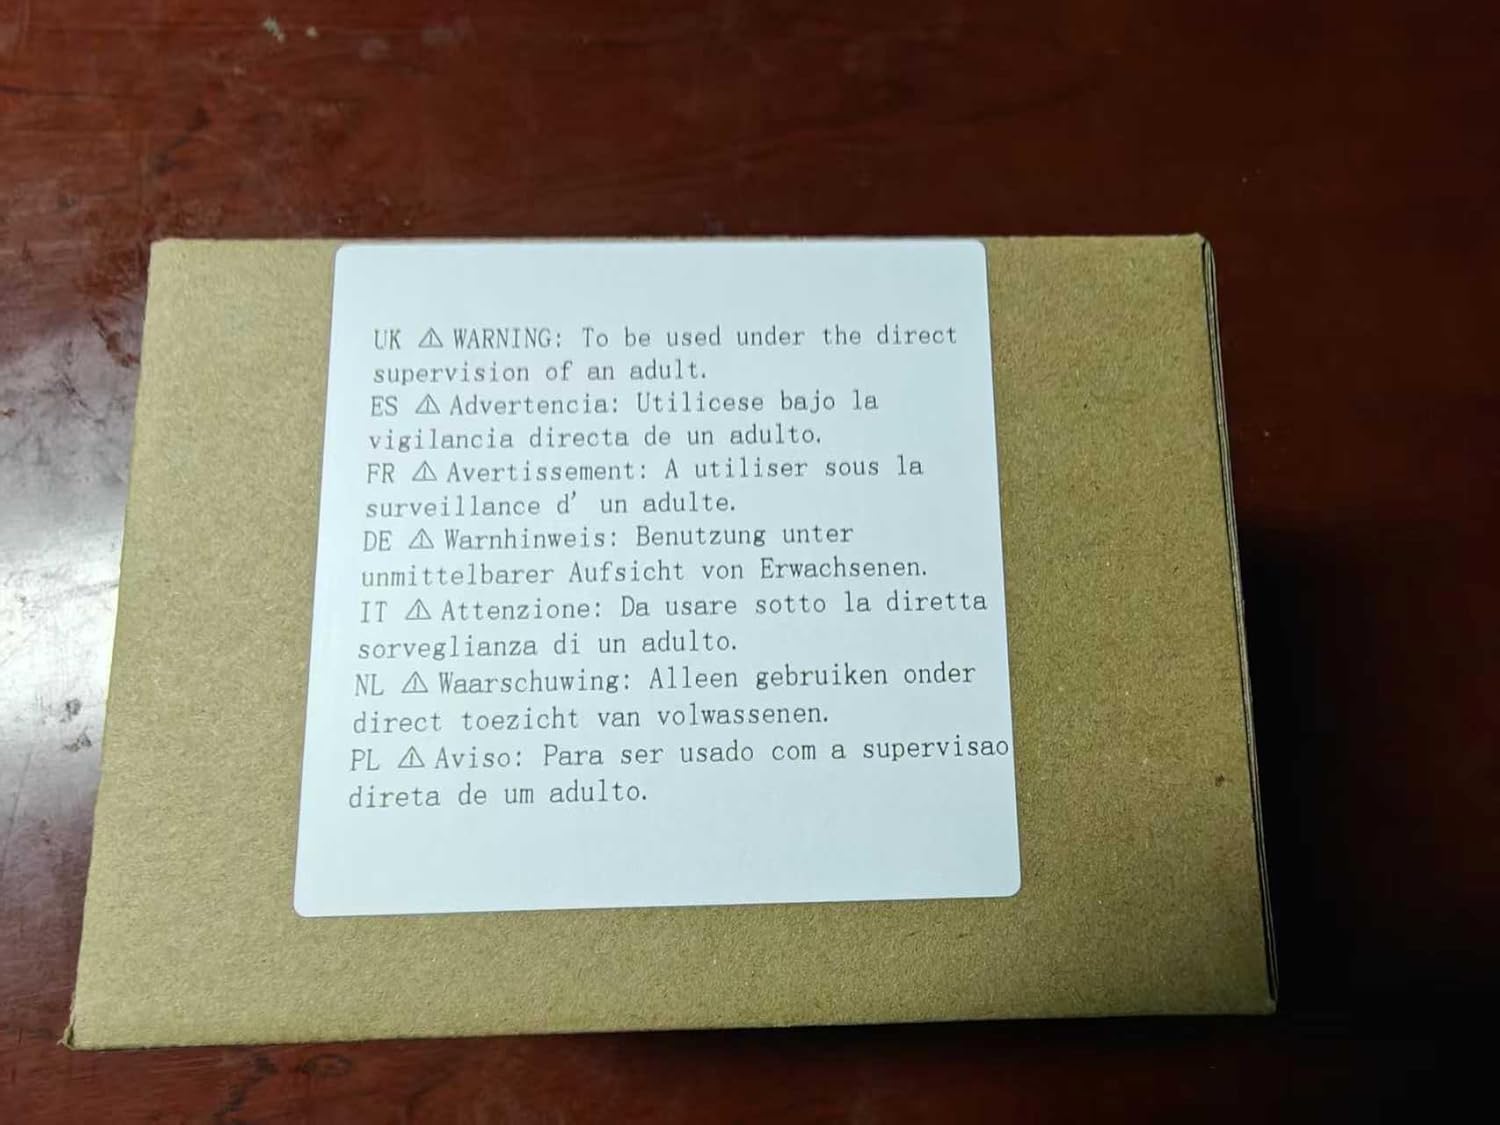 UK ⚠ WARNING: To be used under the direct
supervision of an adult.
ES ⚠ Advertencia: Utilicese bajo la
vigilancia directa de un adulto.
FR ⚠ Avertissement: A utiliser sous la
surveillance d' un adulte.
DE ⚠ Warnhinweis: Benutzung unter
unmittelbarer Aufsicht von Erwachsenen.
IT ⚠ Attenzione: Da usare sotto la diretta
sorveglianza di un adulto.
NL ⚠ Waarschuwing: Alleen gebruiken onder
direct toezicht van volwassenen.
PL ⚠ Aviso: Para ser usado com a supervisao
direta de um adulto.